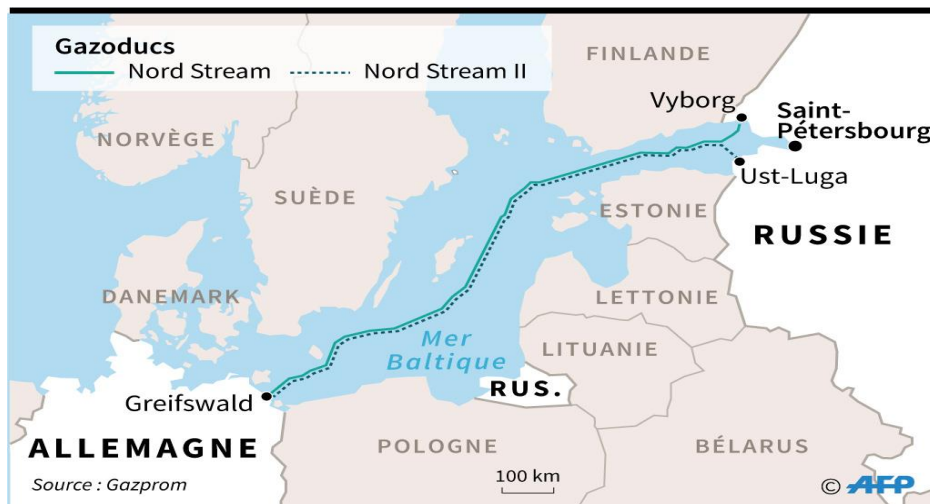 Gazoducs
Nord Stream
Nord Stream II
FINLANDE
Vyborg
Saint-
Pétersbourg
NORVÈGE
SUÈDE
Ust-Luga
ESTONIE
RUSSIE
DANEMARK
LETTONIE
Mer
Baltique
LITUANIE
RUS.
Greifswald
ALLEMAGNE
POLOGNE
BÉLARUS
100 km
Source : Gazprom
© AFP